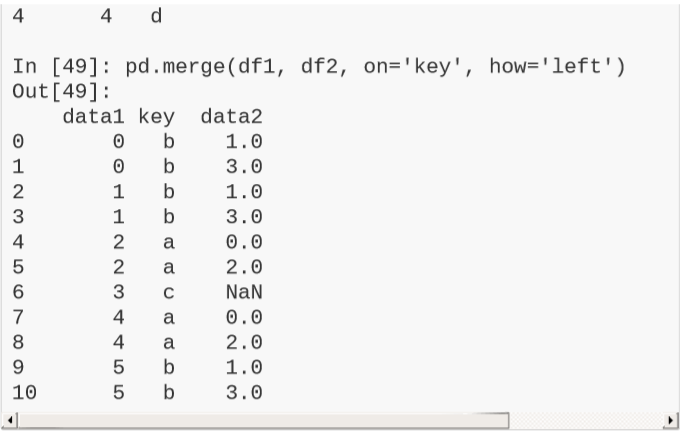 4       4   d
In [49]: pd.merge(df1, df2, on='key', how='left')
Out[49]:
    data1 key  data2
0       0   b    1.0
1       0   b    3.0
2       1   b    1.0
3       1   b    3.0
4       2   a    0.0
5       2   a    2.0
6       3   c    NaN
7       4   a    0.0
8       4   a    2.0
9       5   b    1.0
10      5   b    3.0